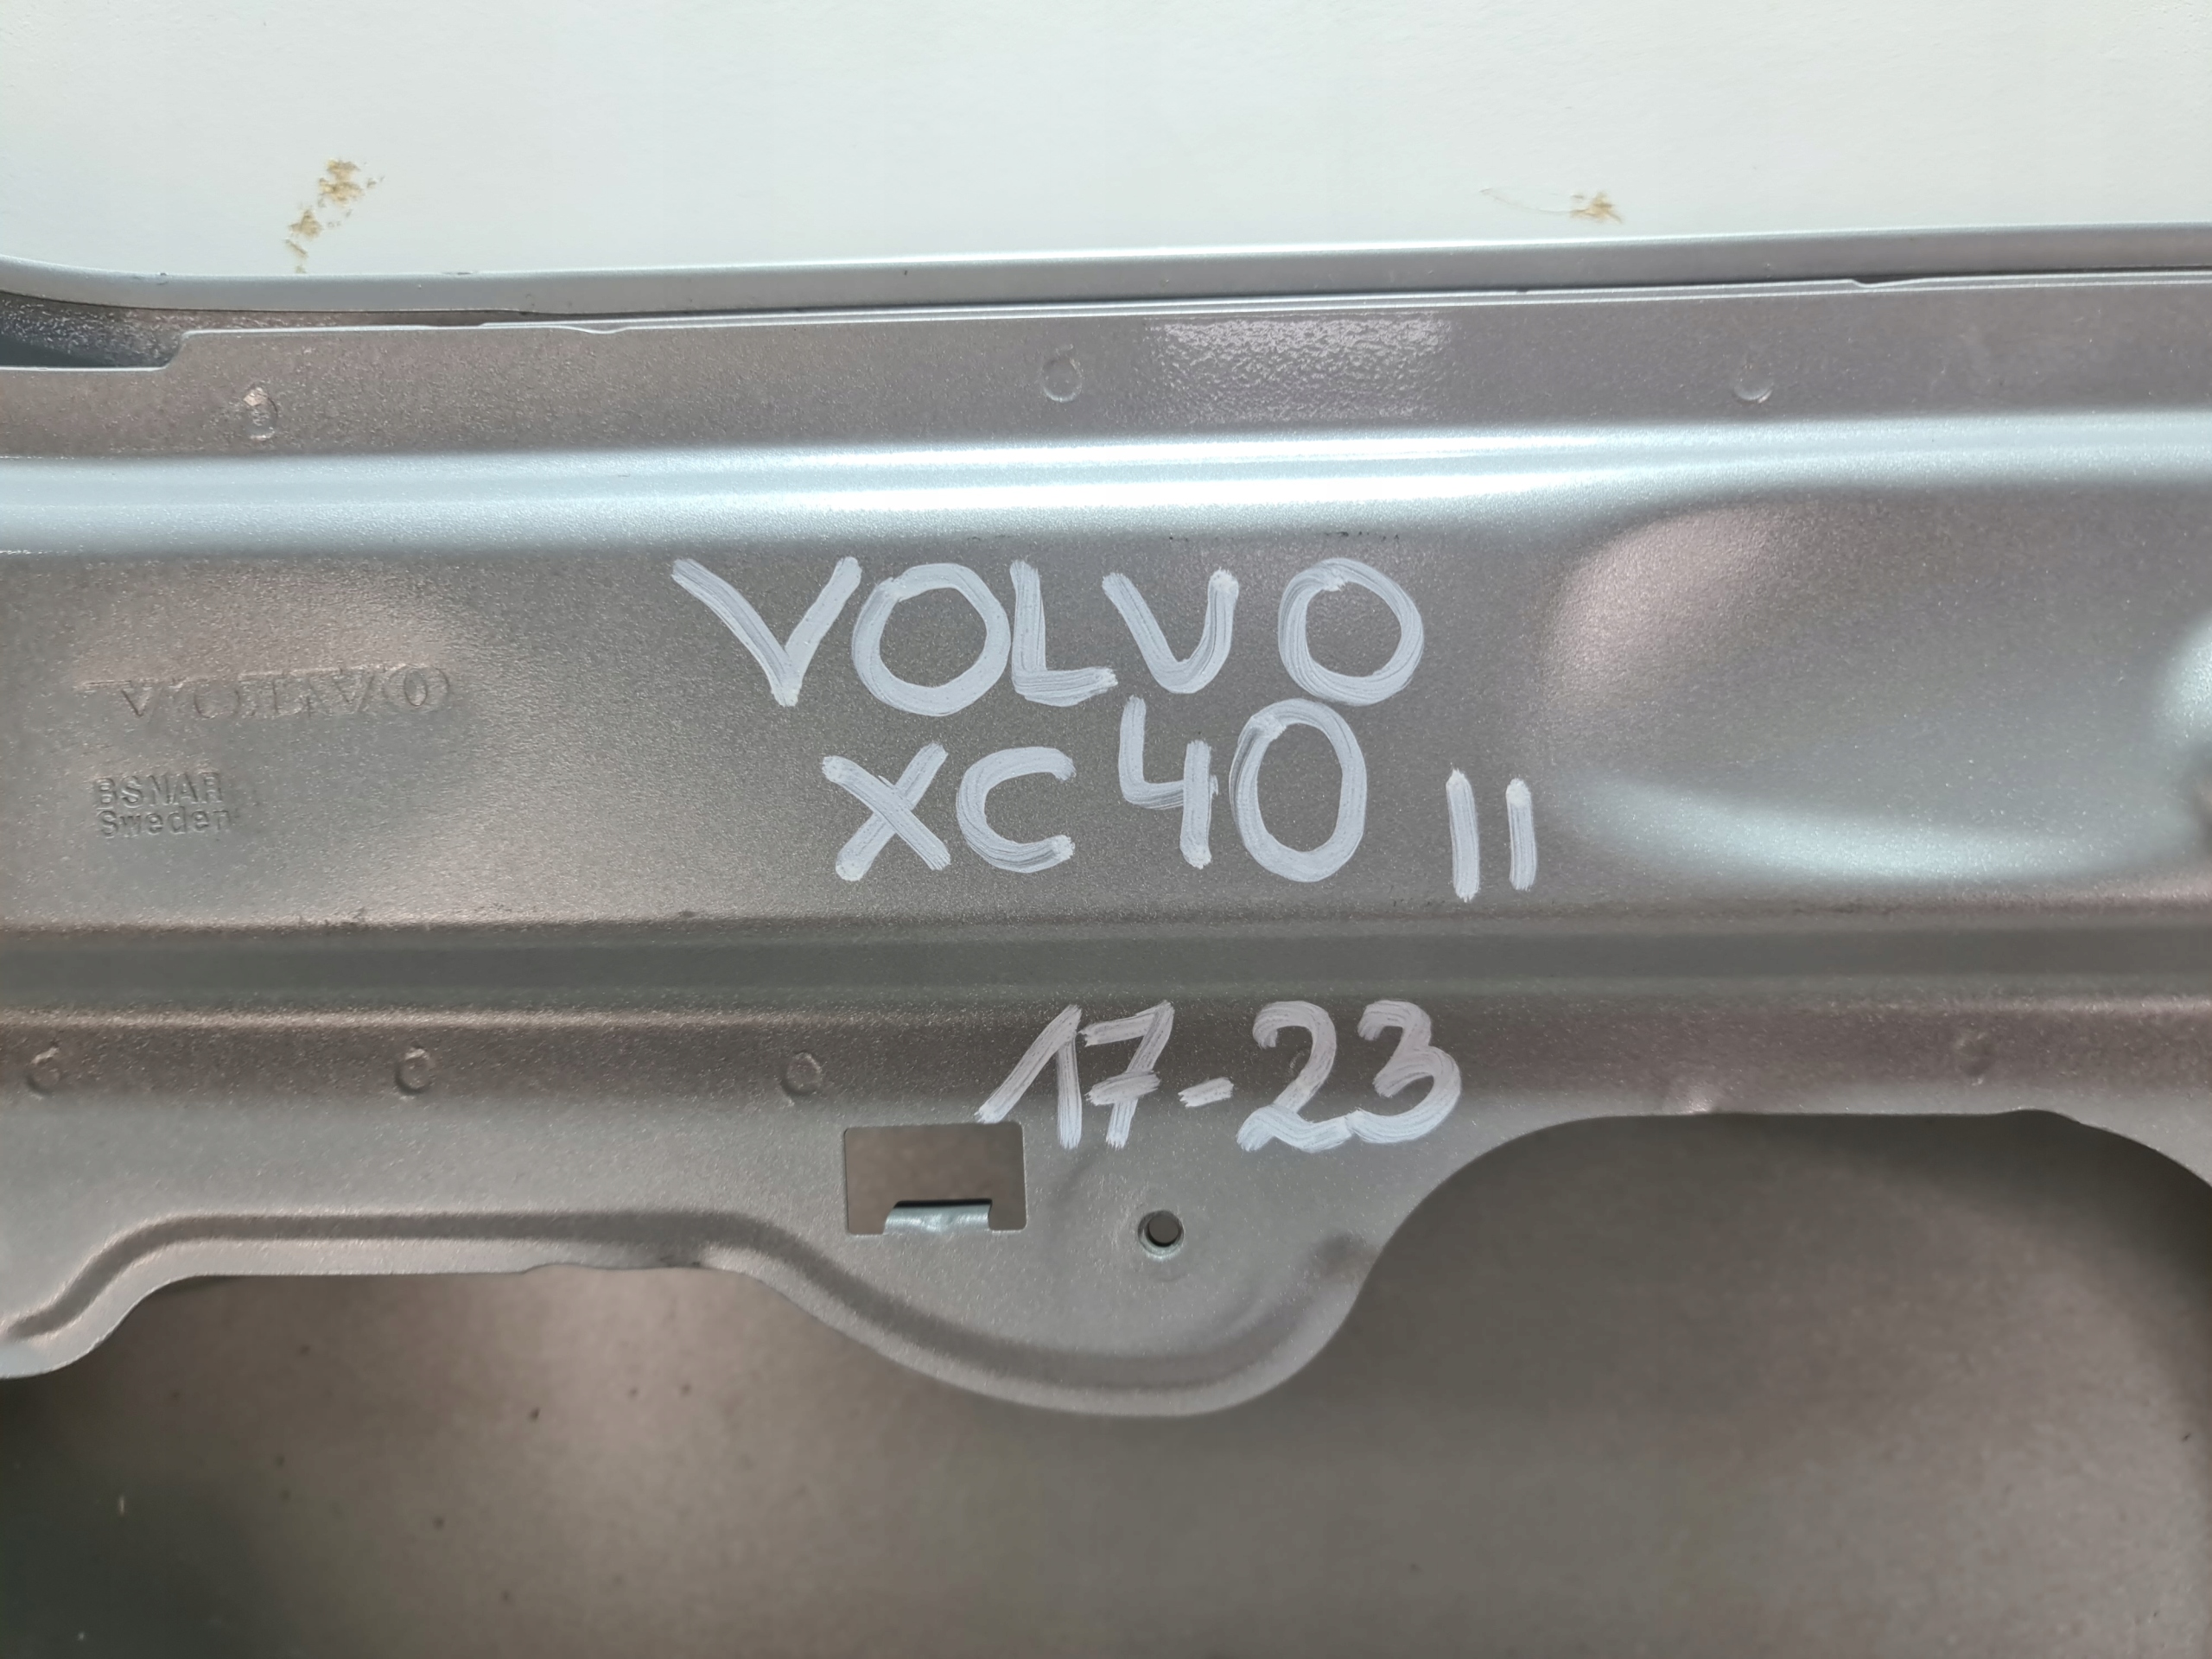 VOLVO
XC40 II
17-23
VOLVO
BSNAR
Sweden